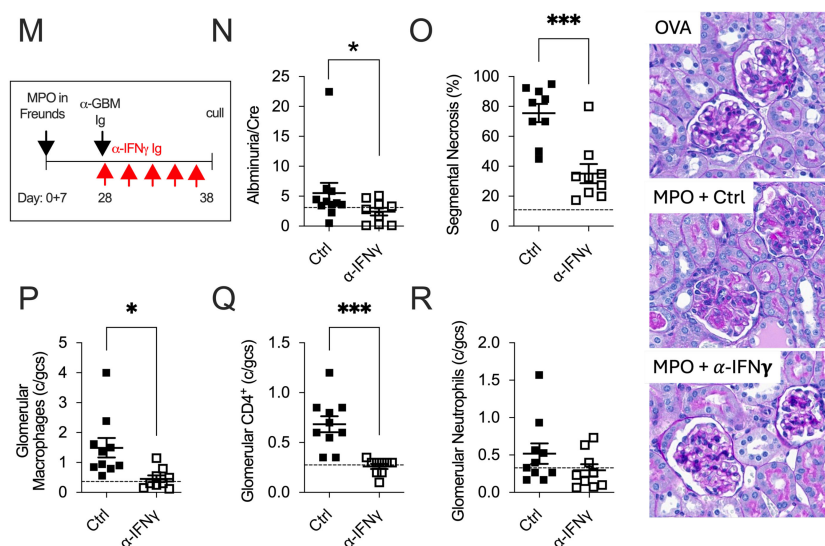 M
MPO in
Freunds
α-GBM
Ig
cull
α-IFNγ Ig
Day: 0+7
28
38
N
*
Albminuria/Cre
25
20
15
10
5
0
Ctrl
α-IFNγ
O
***
Segmental Necrosis (%)
100
80
60
40
20
0
Ctrl
α-IFNγ
OVA
MPO + Ctrl
MPO + α-IFNγ
P
*
Glomerular
Macrophages (c/gcs)
5
4
3
2
1
0
Ctrl
α-IFNγ
Q
***
Glomerular CD4⁺ (c/gcs)
1.5
1.0
0.5
0.0
Ctrl
α-IFNγ
R
Glomerular Neutrophils (c/gcs)
2.0
1.5
1.0
0.5
0.0
Ctrl
α-IFNγ